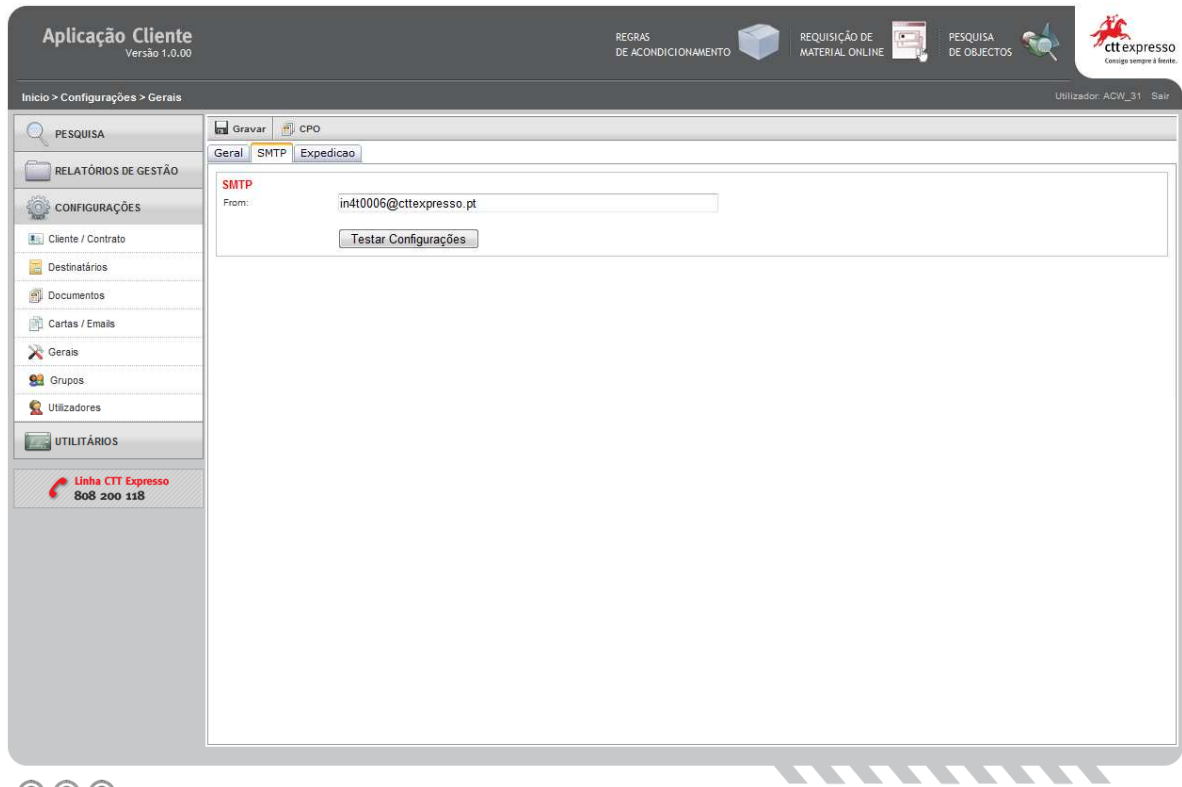 Aplicação Cliente
Versão 1.0.00
REGRAS
DE ACONDICIONAMENTO
REQUISIÇÃO DE
MATERIAL ONLINE
PESQUISA
DE OBJECTOS
ctt expresso
Consigo sempre à frente.
Inicio > Configurações > Gerais
Utilizador: ACW_31 Sair
PESQUISA
RELATÓRIOS DE GESTÃO
CONFIGURAÇÕES
Cliente / Contrato
Destinatários
Documentos
Cartas / Emails
Gerais
Grupos
Utilizadores
UTILITÁRIOS
Linha CTT Expresso
808 200 118
Gravar CPO
Geral SMTP Expedicao
SMTP
From: in4t0006@cttexpresso.pt
Testar Configurações